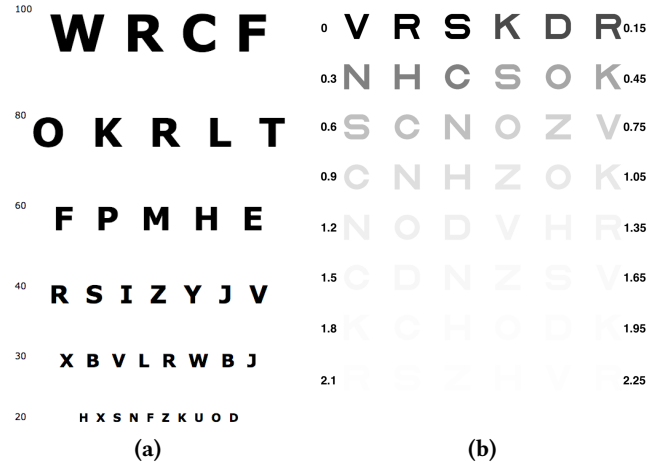 100 W R C F
80 O K R L T
60 F P M H E
40 R S I Z Y J V
30 X B V L R W B J
20 H X S N F Z K U O D
(a)
0 V R S K D R 0.15
0.3 N H C S O K 0.45
0.6 S C N O Z V 0.75
0.9 C N H Z O K 1.05
1.2 N O D V H R 1.35
1.5 C D N Z S V 1.65
1.8 K C H O D K 1.95
2.1 R S Z H V R 2.25
(b)